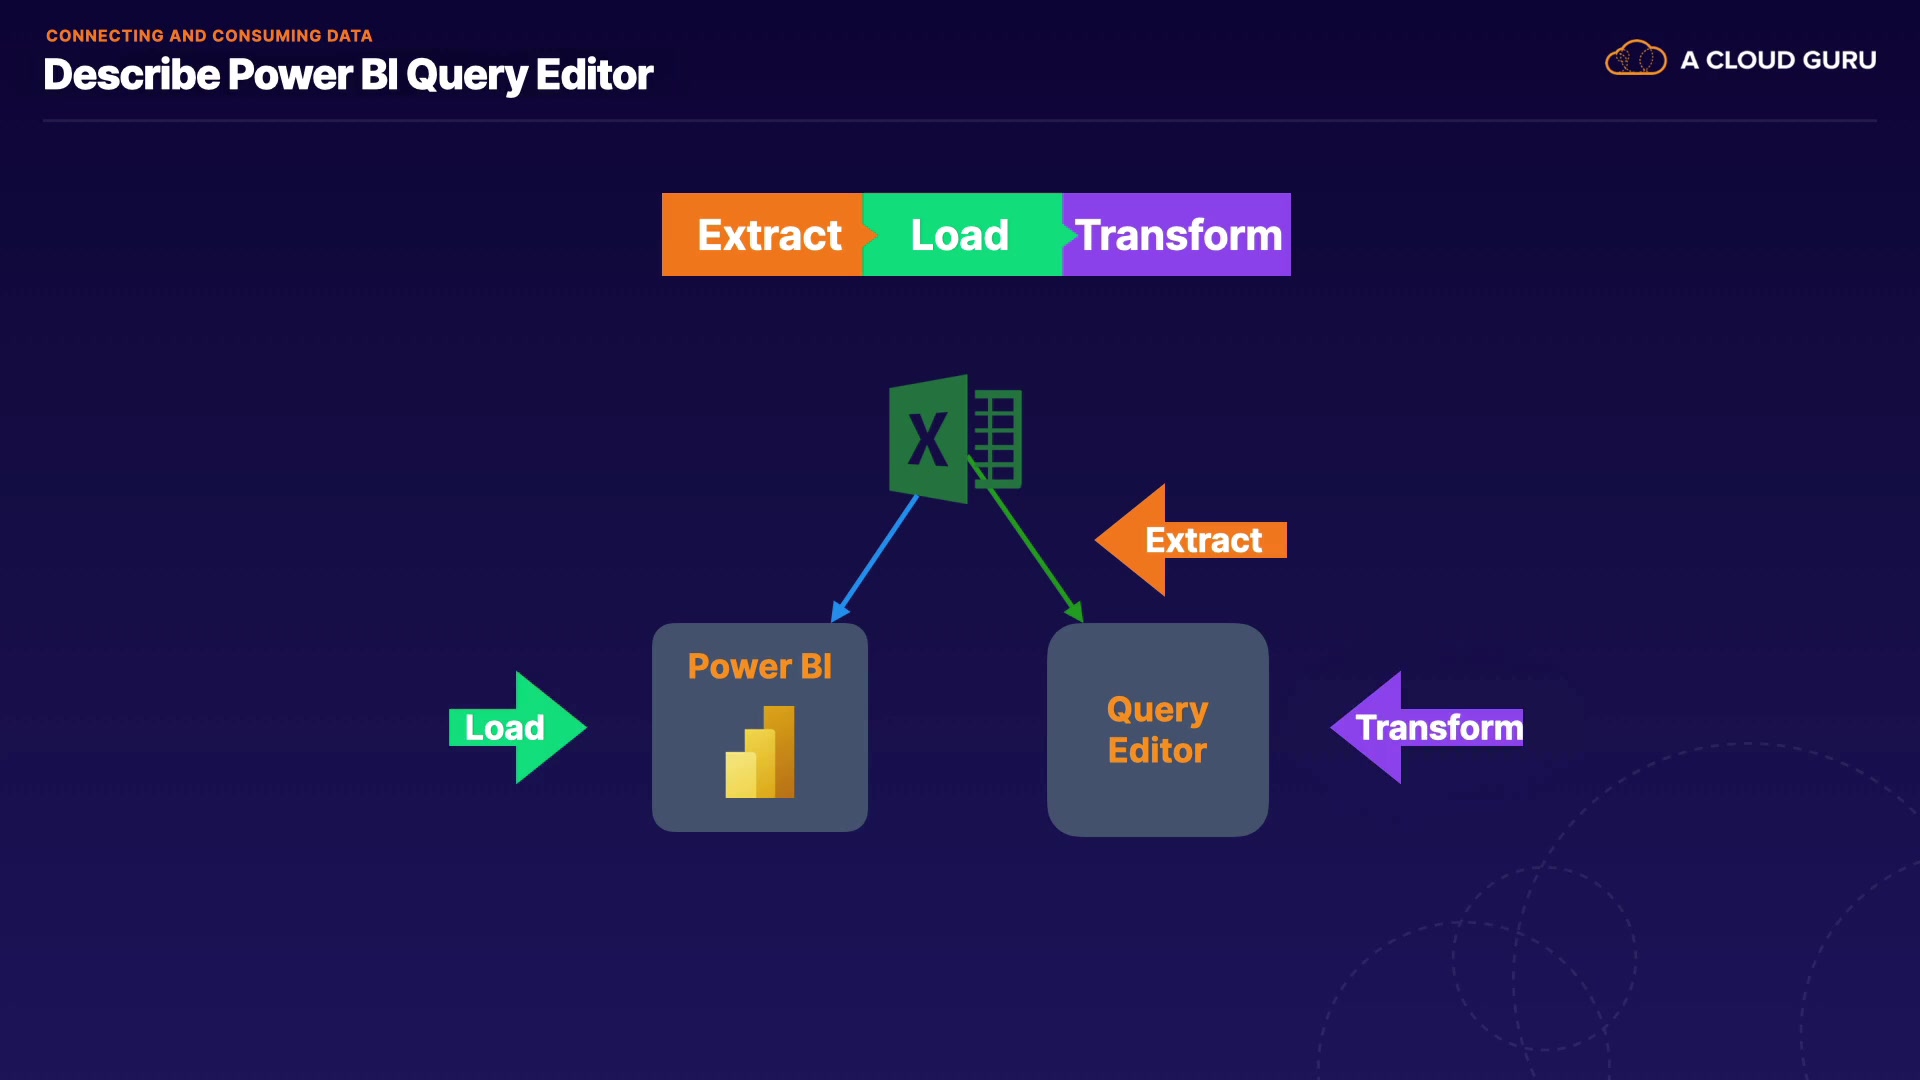 CONNECTING AND CONSUMING DATA
Describe Power BI Query Editor
A CLOUD GURU
Extract
Load
Transform
X
Extract
Power BI
Load
Query
Editor
Transform